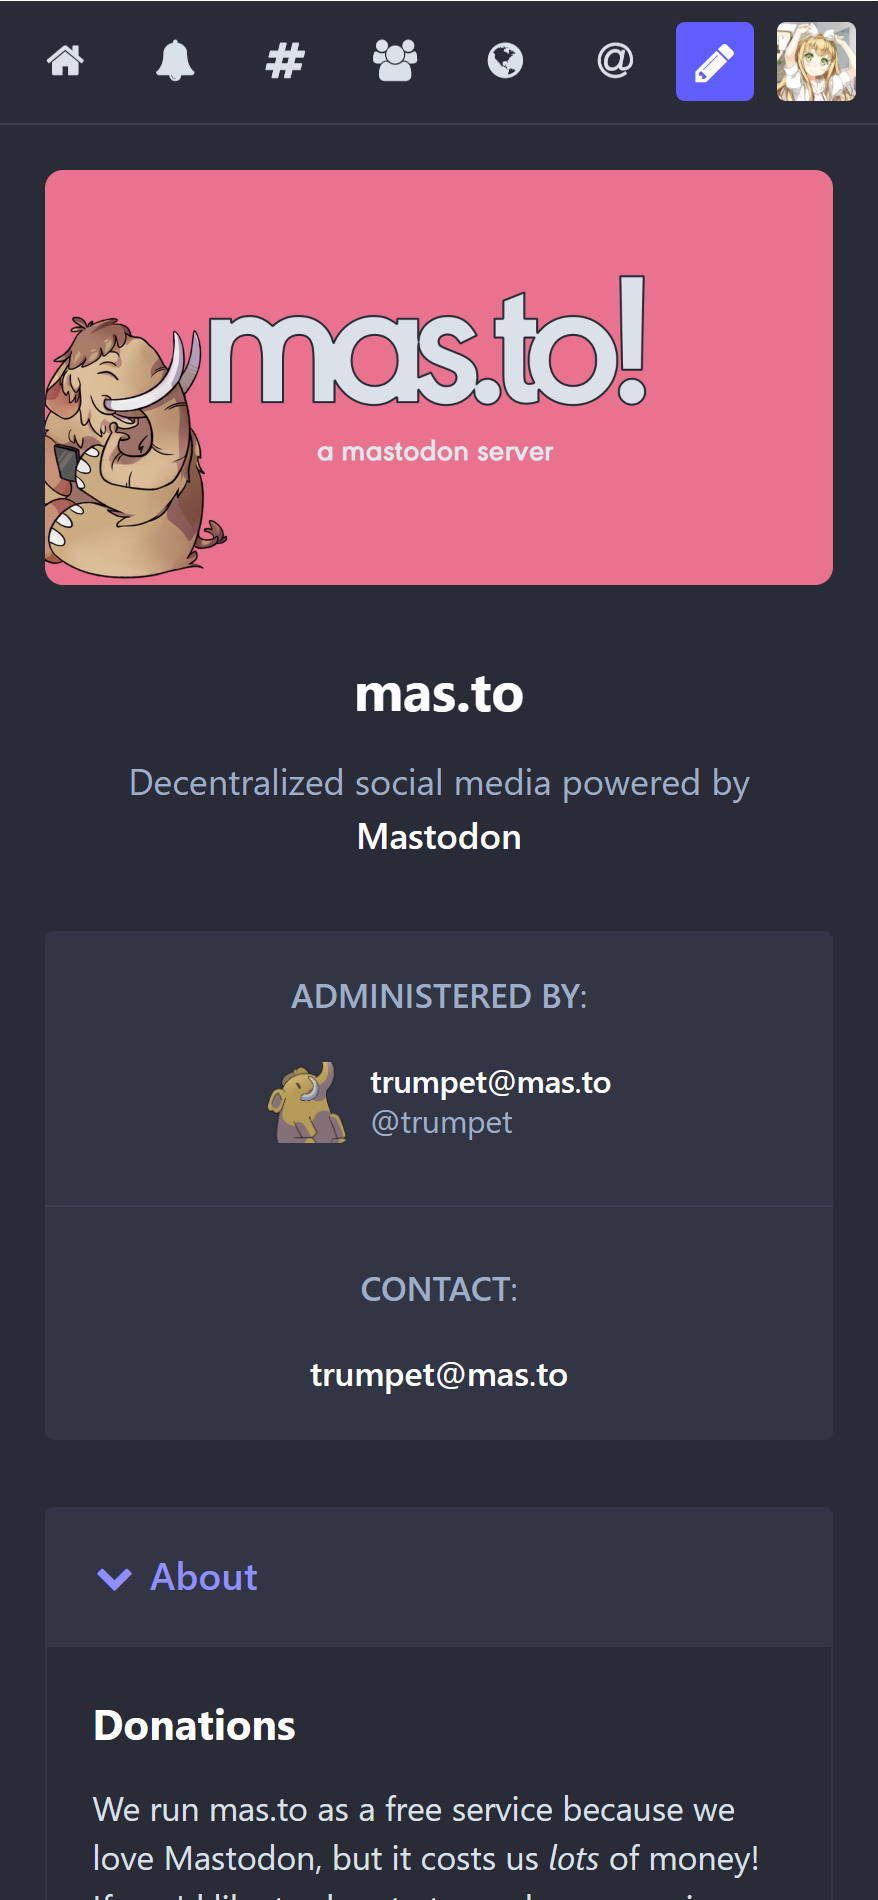 mas.to!
a mastodon server
mas.to
Decentralized social media powered by
Mastodon
ADMINISTERED BY:
trumpet@mas.to
@trumpet
CONTACT:
trumpet@mas.to
About
Donations
We run mas.to as a free service because we
love Mastodon, but it costs us lots of money!